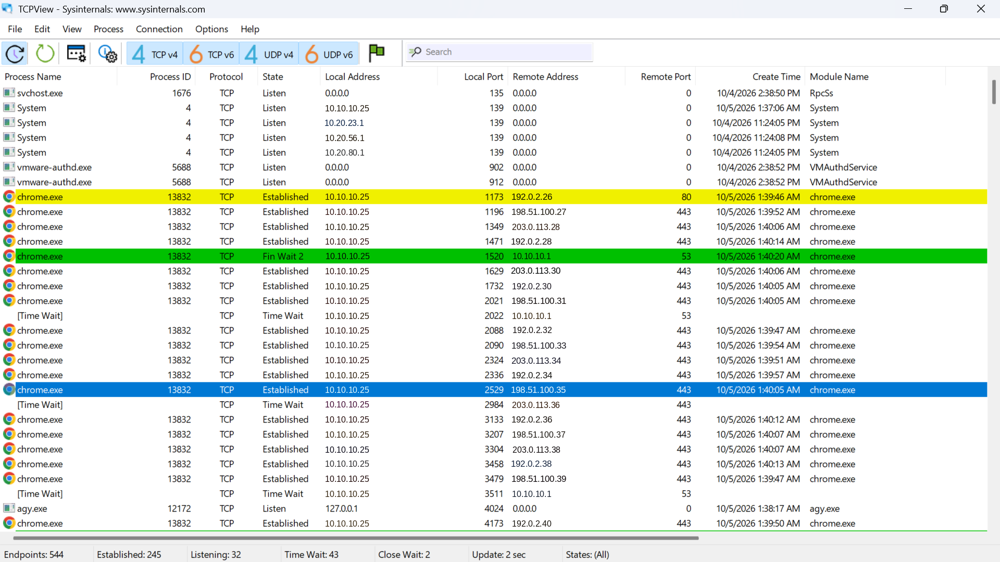 TCPView - Sysinternals: www.sysinternals.com
File Edit View Process Connection Options Help
4 TCP v4 6 TCP v6 4 UDP v4 6 UDP v6 Search
Process Name Process ID Protocol State Local Address Local Port Remote Address Remote Port Create Time Module Name
svchost.exe 1676 TCP Listen 0.0.0.0 135 0.0.0.0 0 10/4/2026 2:38:50 PM RpcSs
System 4 TCP Listen 10.10.10.25 139 0.0.0.0 0 10/5/2026 1:37:06 AM System
System 4 TCP Listen 10.20.23.1 139 0.0.0.0 0 10/4/2026 11:24:05 PM System
System 4 TCP Listen 10.20.56.1 139 0.0.0.0 0 10/4/2026 11:24:08 PM System
System 4 TCP Listen 10.20.80.1 139 0.0.0.0 0 10/4/2026 11:24:05 PM System
vmware-authd.exe 5688 TCP Listen 0.0.0.0 902 0.0.0.0 0 10/4/2026 2:38:52 PM VMAuthdService
vmware-authd.exe 5688 TCP Listen 0.0.0.0 912 0.0.0.0 0 10/4/2026 2:38:52 PM VMAuthdService
chrome.exe 13832 TCP Established 10.10.10.25 1173 192.0.2.26 80 10/5/2026 1:39:46 AM chrome.exe
chrome.exe 13832 TCP Established 10.10.10.25 1196 198.51.100.27 443 10/5/2026 1:39:52 AM chrome.exe
chrome.exe 13832 TCP Established 10.10.10.25 1349 203.0.113.28 443 10/5/2026 1:40:06 AM chrome.exe
chrome.exe 13832 TCP Established 10.10.10.25 1471 192.0.2.28 443 10/5/2026 1:40:14 AM chrome.exe
chrome.exe 13832 TCP Fin Wait 2 10.10.10.25 1520 10.10.10.1 53 10/5/2026 1:40:20 AM chrome.exe
chrome.exe 13832 TCP Established 10.10.10.25 1629 203.0.113.30 443 10/5/2026 1:40:06 AM chrome.exe
chrome.exe 13832 TCP Established 10.10.10.25 1732 192.0.2.30 443 10/5/2026 1:40:05 AM chrome.exe
chrome.exe 13832 TCP Established 10.10.10.25 2021 198.51.100.31 443 10/5/2026 1:40:05 AM chrome.exe
[Time Wait] TCP Time Wait 10.10.10.25 2022 10.10.10.1 53
chrome.exe 13832 TCP Established 10.10.10.25 2088 192.0.2.32 443 10/5/2026 1:39:47 AM chrome.exe
chrome.exe 13832 TCP Established 10.10.10.25 2090 198.51.100.33 443 10/5/2026 1:39:54 AM chrome.exe
chrome.exe 13832 TCP Established 10.10.10.25 2324 203.0.113.34 443 10/5/2026 1:39:51 AM chrome.exe
chrome.exe 13832 TCP Established 10.10.10.25 2336 192.0.2.34 443 10/5/2026 1:39:57 AM chrome.exe
chrome.exe 13832 TCP Established 10.10.10.25 2529 198.51.100.35 443 10/5/2026 1:40:05 AM chrome.exe
[Time Wait] TCP Time Wait 10.10.10.25 2984 203.0.113.36 443
chrome.exe 13832 TCP Established 10.10.10.25 3133 192.0.2.36 443 10/5/2026 1:40:12 AM chrome.exe
chrome.exe 13832 TCP Established 10.10.10.25 3207 198.51.100.37 443 10/5/2026 1:40:07 AM chrome.exe
chrome.exe 13832 TCP Established 10.10.10.25 3304 203.0.113.38 443 10/5/2026 1:40:07 AM chrome.exe
chrome.exe 13832 TCP Established 10.10.10.25 3458 192.0.2.38 443 10/5/2026 1:40:13 AM chrome.exe
chrome.exe 13832 TCP Established 10.10.10.25 3479 198.51.100.39 443 10/5/2026 1:39:47 AM chrome.exe
[Time Wait] TCP Time Wait 10.10.10.25 3511 10.10.10.1 53
agy.exe 12172 TCP Listen 127.0.0.1 4024 0.0.0.0 0 10/5/2026 1:38:17 AM agy.exe
chrome.exe 13832 TCP Established 10.10.10.25 4173 192.0.2.40 443 10/5/2026 1:39:50 AM chrome.exe
Endpoints: 544 Established: 245 Listening: 32 Time Wait: 43 Close Wait: 2 Update: 2 sec States: (All)